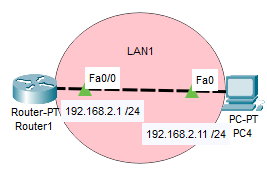 LAN1
Fa0/0
Fa0
Router-PT
Router1
192.168.2.1 /24
PC-PT
PC4
192.168.2.11 /24